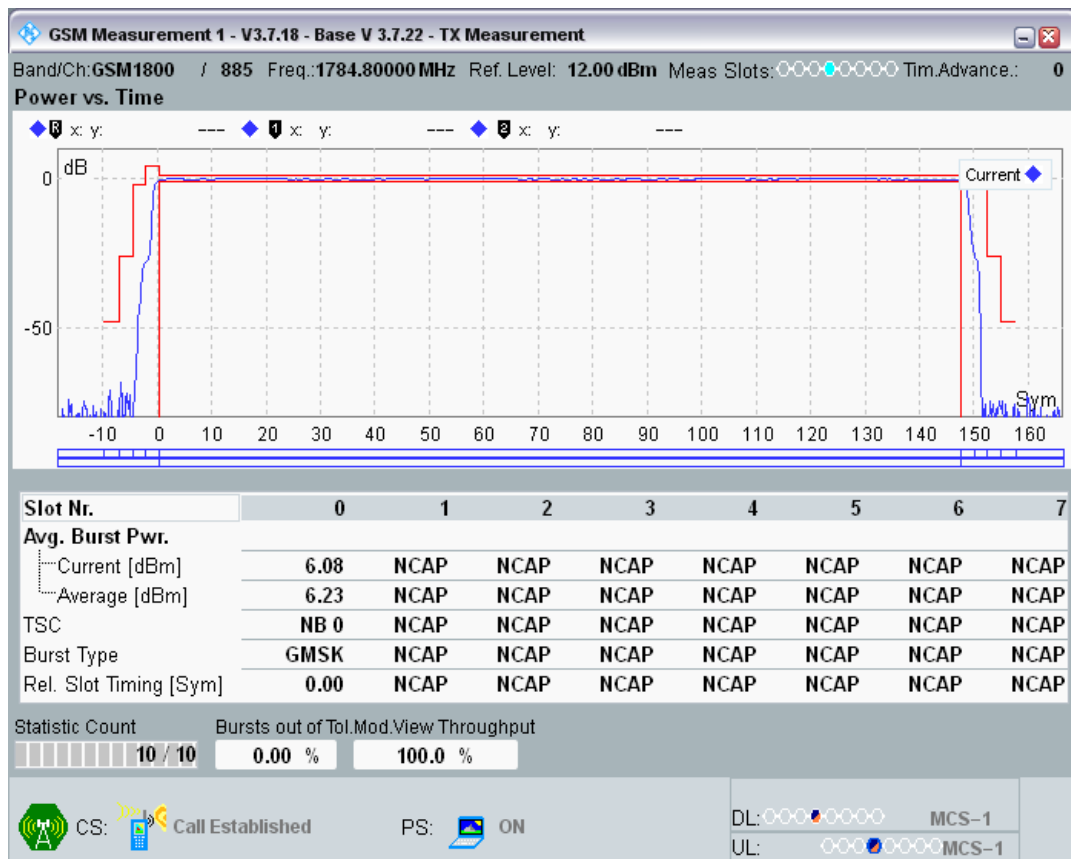 GSM Measurement 1 - V3.7.18 - Base V 3.7.22 - TX Measurement
Band/Ch:GSM1800 / 885 Freq.:1784.80000 MHz Ref. Level: 12.00 dBm Meas Slots: Tim.Advance.: 0
Power vs. Time
R x: y: --- 1 x: y: --- 2 x: y: ---
dB
0
Current
-50
Sym
-10 0 10 20 30 40 50 60 70 80 90 100 110 120 130 140 150 160
Slot Nr. 0 1 2 3 4 5 6 7
Avg. Burst Pwr.
Current [dBm] 6.08 NCAP NCAP NCAP NCAP NCAP NCAP NCAP
Average [dBm] 6.23 NCAP NCAP NCAP NCAP NCAP NCAP NCAP
TSC NB 0 NCAP NCAP NCAP NCAP NCAP NCAP NCAP
Burst Type GMSK NCAP NCAP NCAP NCAP NCAP NCAP NCAP
Rel. Slot Timing [Sym] 0.00 NCAP NCAP NCAP NCAP NCAP NCAP NCAP
Statistic Count Bursts out of Tol.Mod.View Throughput
10 / 10 0.00 % 100.0 %
CS: Call Established PS: ON
DL: MCS-1
UL: MCS-1